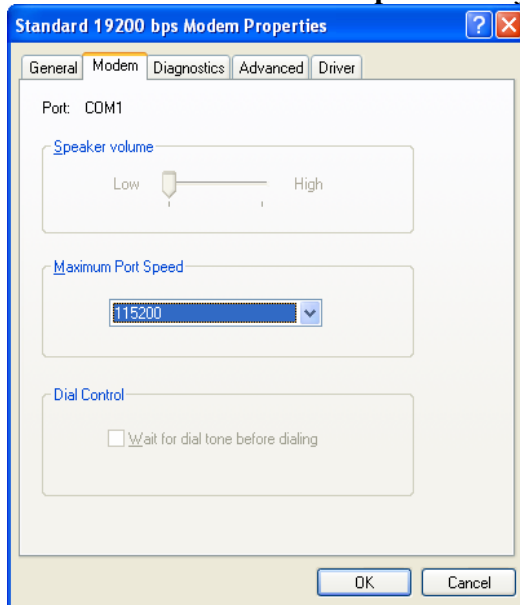 Standard 19200 bps Modem Properties
General Modem Diagnostics Advanced Driver
Port: COM1
Speaker volume
Low High
Maximum Port Speed
115200
Dial Control
Wait for dial tone before dialing
OK Cancel